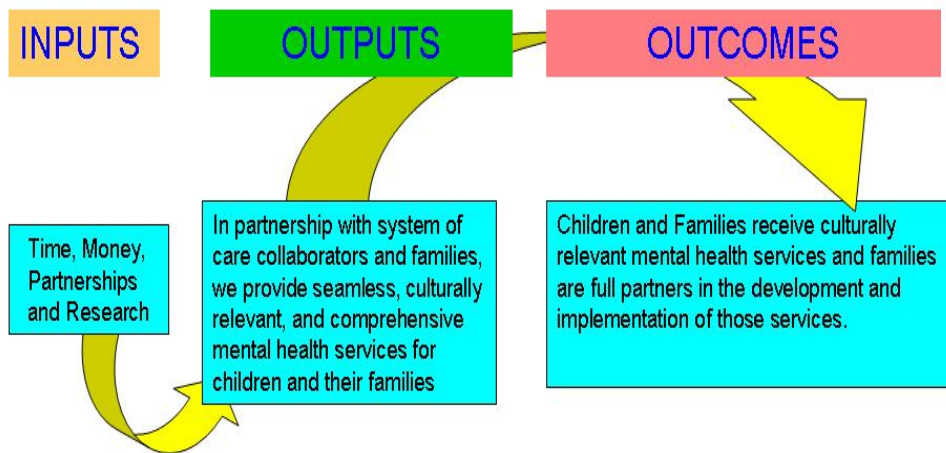 INPUTS
OUTPUTS
OUTCOMES
Time, Money,
Partnerships
and Research
In partnership with system of
care collaborators and families,
we provide seamless, culturally
relevant, and comprehensive
mental health services for
children and their families
Children and Families receive culturally
relevant mental health services and families
are full partners in the development and
implementation of those services.